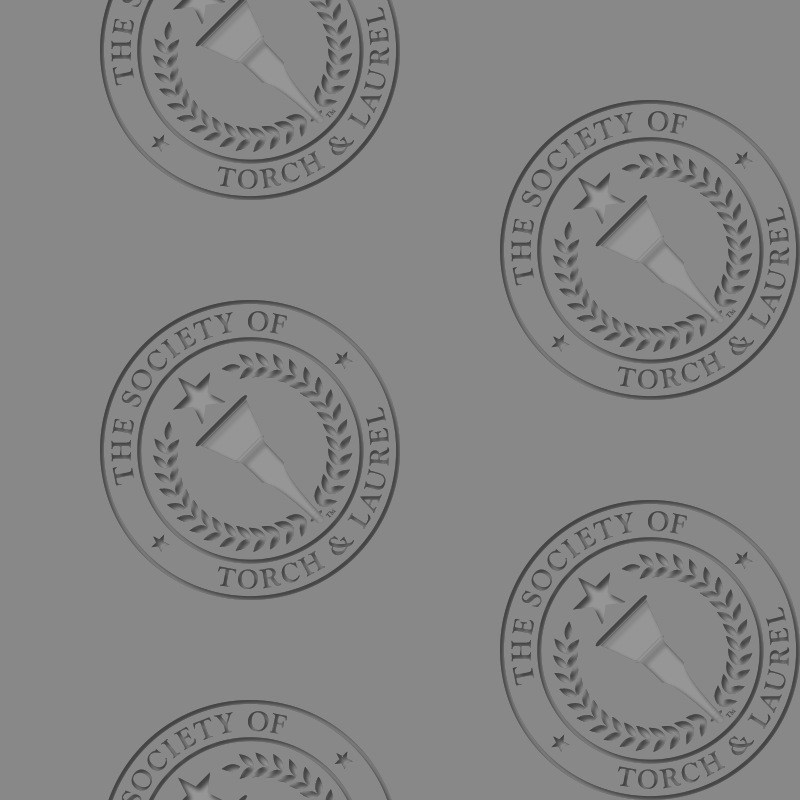 THE S
TORCH & LAUREL
THE SOCIETY OF
TORCH & LAUREL
THE SOCIETY OF
TORCH & LAUREL
THE SOCIETY OF
TORCH & LAUREL
SOCIETY OF